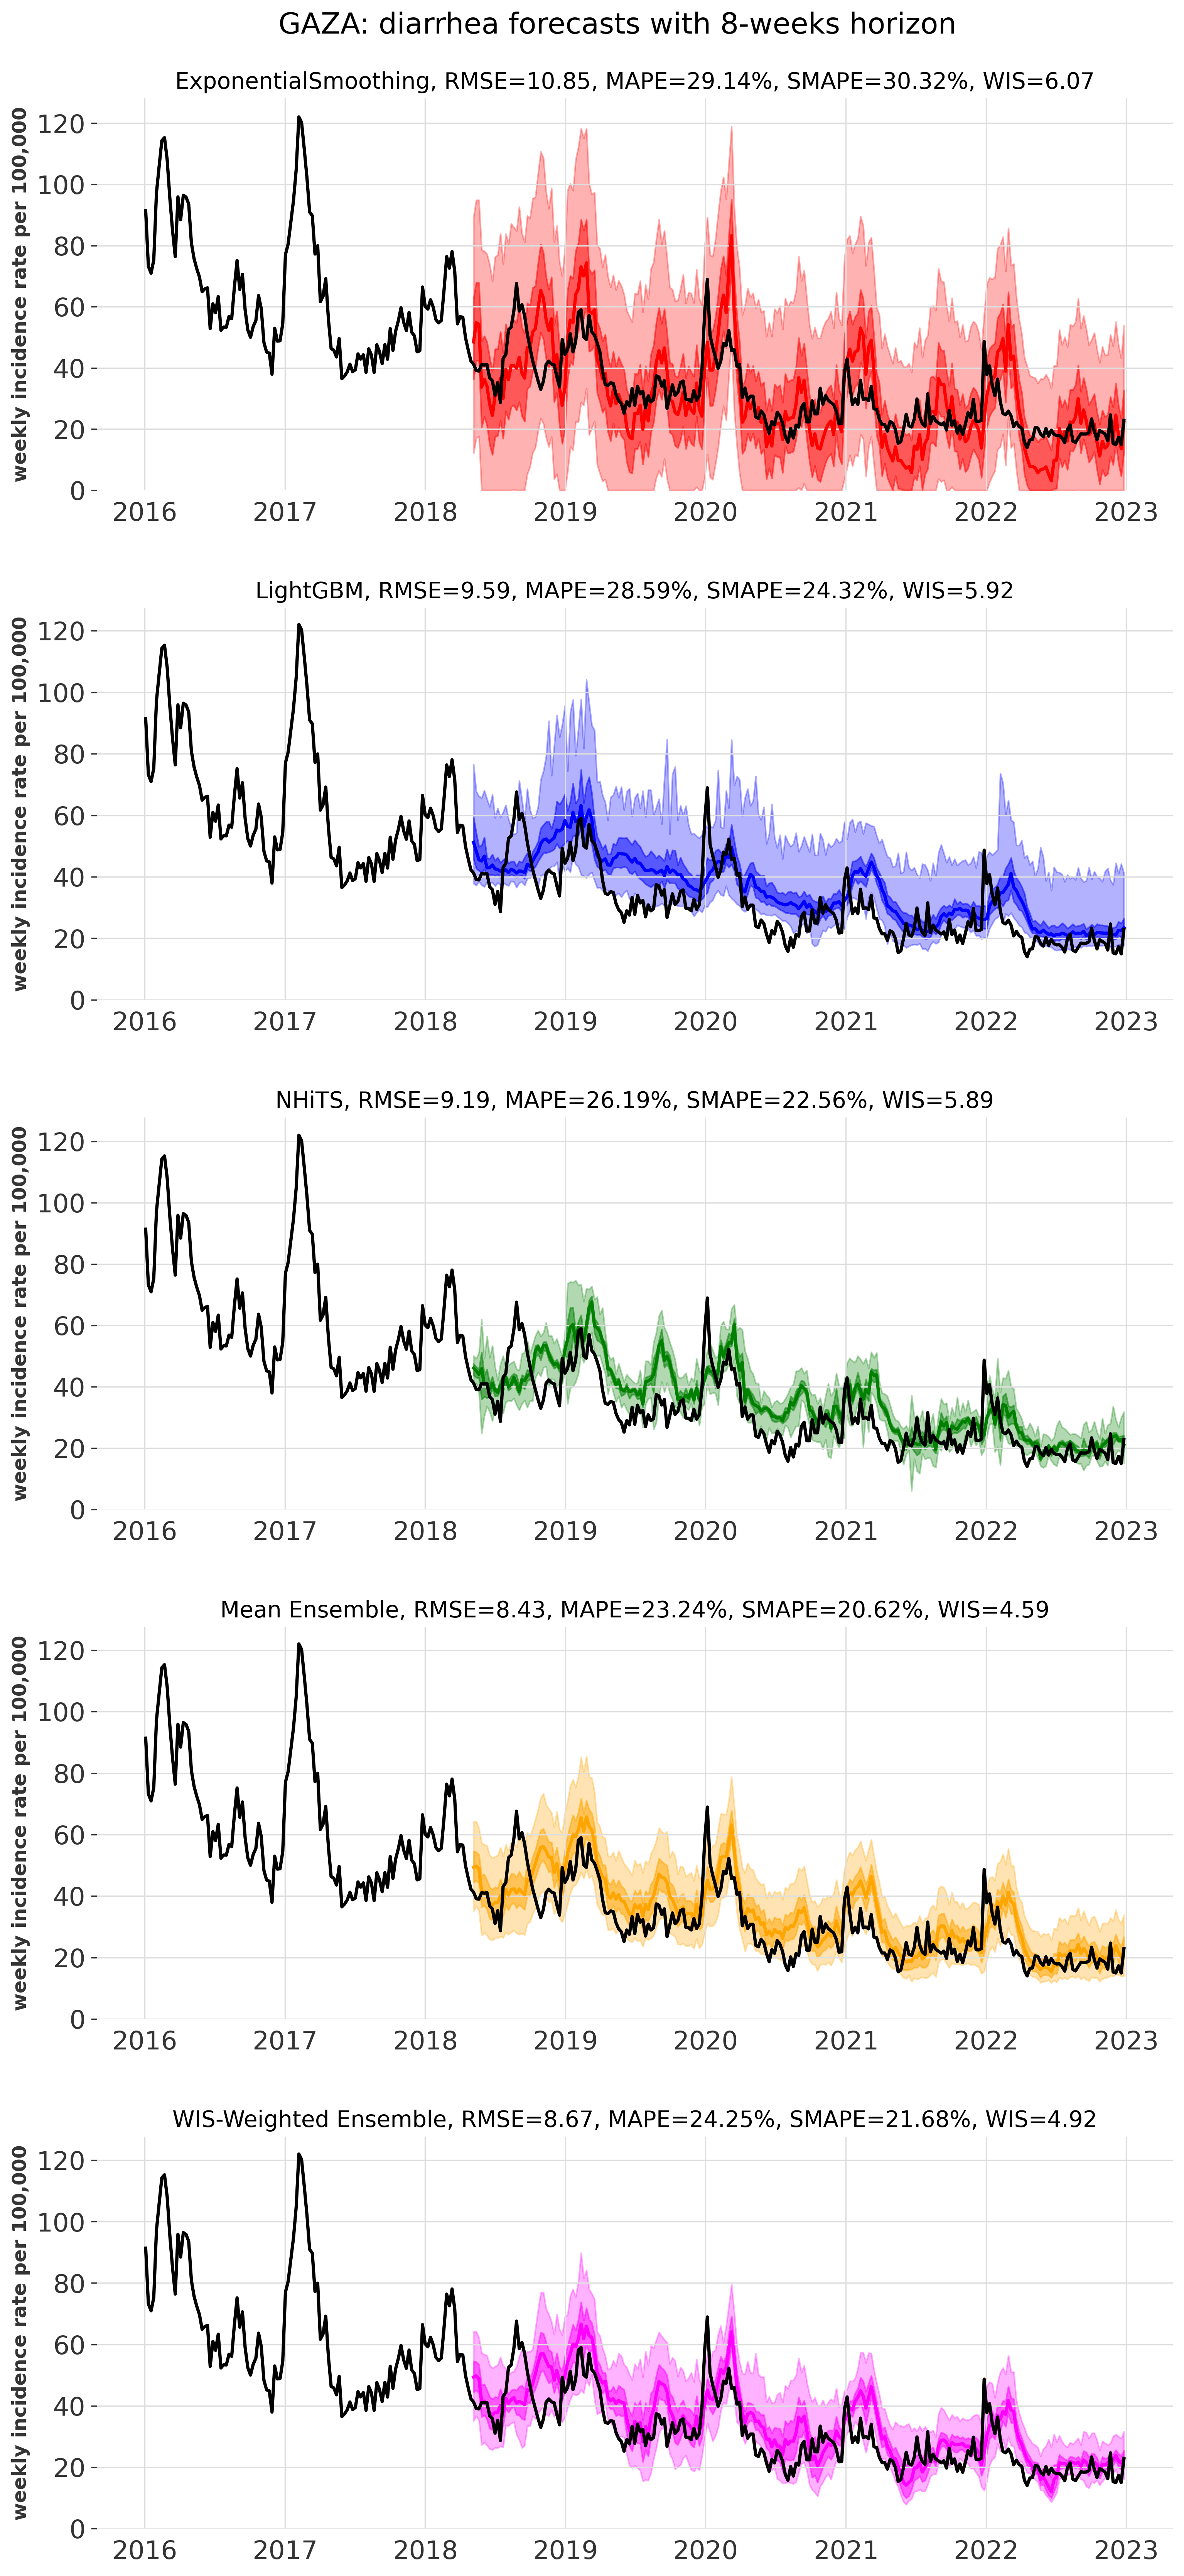 GAZA: diarrhea forecasts with 8-weeks horizon
ExponentialSmoothing, RMSE=10.85, MAPE=29.14%, SMAPE=30.32%, WIS=6.07
weekly incidence rate per 100,000
120
100
80
60
40
20
0
2016 2017 2018 2019 2020 2021 2022 2023
LightGBM, RMSE=9.59, MAPE=28.59%, SMAPE=24.32%, WIS=5.92
weekly incidence rate per 100,000
120
100
80
60
40
20
0
2016 2017 2018 2019 2020 2021 2022 2023
NHiTS, RMSE=9.19, MAPE=26.19%, SMAPE=22.56%, WIS=5.89
weekly incidence rate per 100,000
120
100
80
60
40
20
0
2016 2017 2018 2019 2020 2021 2022 2023
Mean Ensemble, RMSE=8.43, MAPE=23.24%, SMAPE=20.62%, WIS=4.59
weekly incidence rate per 100,000
120
100
80
60
40
20
0
2016 2017 2018 2019 2020 2021 2022 2023
WIS-Weighted Ensemble, RMSE=8.67, MAPE=24.25%, SMAPE=21.68%, WIS=4.92
weekly incidence rate per 100,000
120
100
80
60
40
20
0
2016 2017 2018 2019 2020 2021 2022 2023